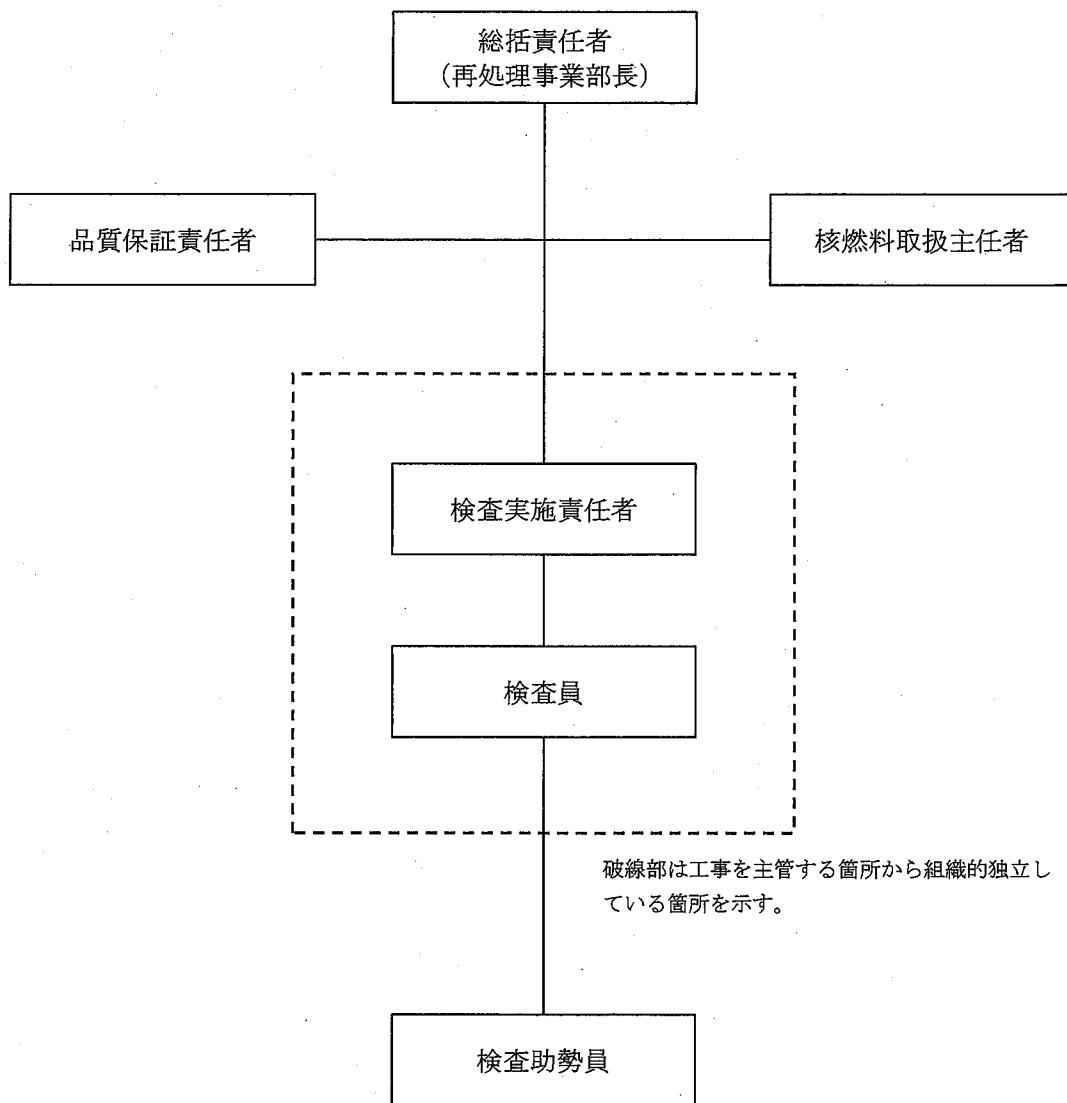 総括責任者
(再処理事業部長)
品質保証責任者
核燃料取扱主任者
検査実施責任者
検査員
破線部は工事を主管する箇所から組織的独立し
ている箇所を示す。
検査助勢員